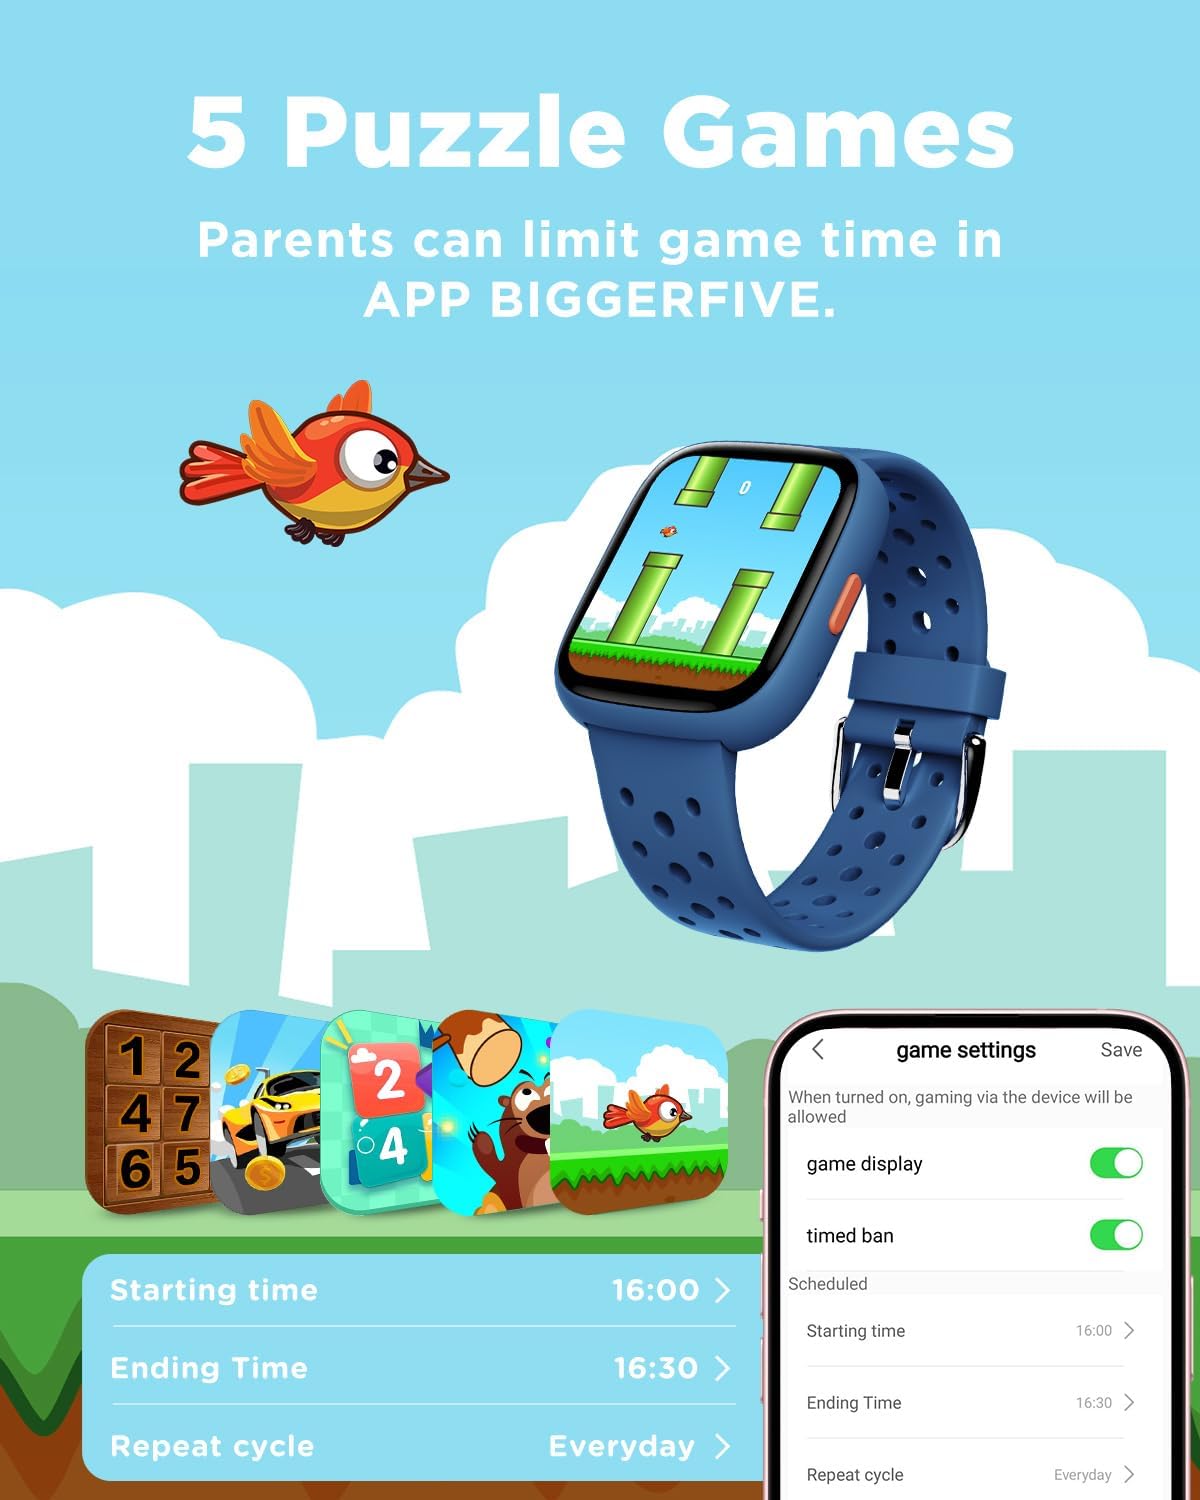 5 Puzzle Games
Parents can limit game time in
APP BIGGERFIVE.
0
1 2
4 7
6 5
2
4
Starting time 16:00
Ending Time 16:30
Repeat cycle Everyday
game settings Save
When turned on, gaming via the device will be
allowed
game display
timed ban
Scheduled
Starting time 16:00
Ending Time 16:30
Repeat cycle Everyday